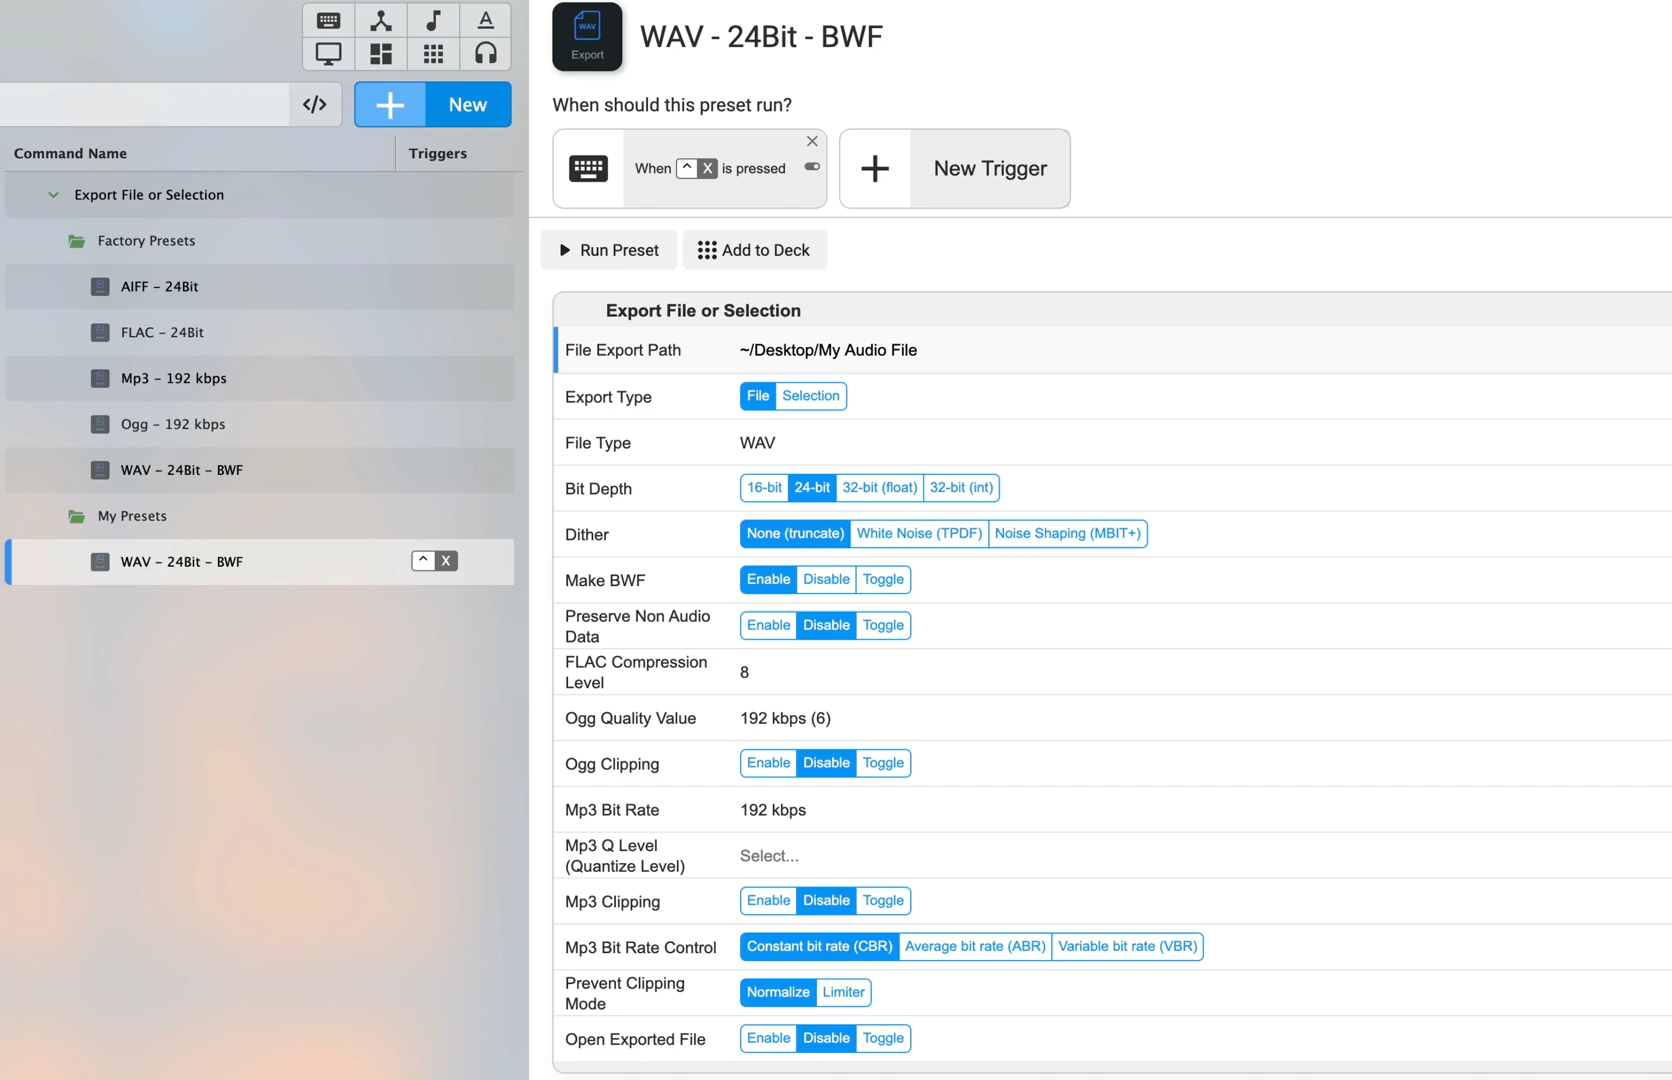 New
Command Name
Triggers
Export File or Selection
Factory Presets
AIFF – 24Bit
FLAC – 24Bit
Mp3 – 192 kbps
Ogg – 192 kbps
WAV – 24Bit – BWF
My Presets
WAV – 24Bit – BWF ^ X
WAV
Export
WAV - 24Bit - BWF
When should this preset run?
When ^ X is pressed
New Trigger
Run Preset
Add to Deck
Export File or Selection
File Export Path ~/Desktop/My Audio File
Export Type File Selection
File Type WAV
Bit Depth 16-bit 24-bit 32-bit (float) 32-bit (int)
Dither None (truncate) White Noise (TPDF) Noise Shaping (MBIT+)
Make BWF Enable Disable Toggle
Preserve Non Audio
Data
Enable Disable Toggle
FLAC Compression
Level
8
Ogg Quality Value 192 kbps (6)
Ogg Clipping Enable Disable Toggle
Mp3 Bit Rate 192 kbps
Mp3 Q Level
(Quantize Level)
Select...
Mp3 Clipping Enable Disable Toggle
Mp3 Bit Rate Control Constant bit rate (CBR) Average bit rate (ABR) Variable bit rate (VBR)
Prevent Clipping
Mode
Normalize Limiter
Open Exported File Enable Disable Toggle